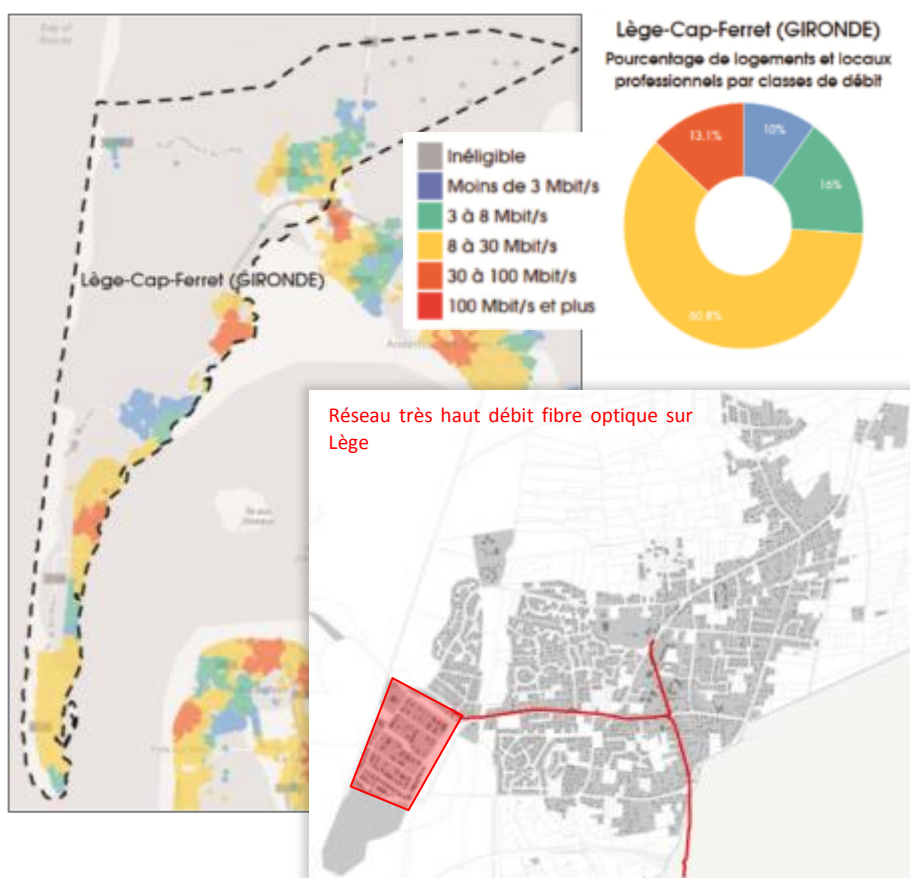 Lège-Cap-Ferret (GIRONDE)
Pourcentage de logements et locaux
professionnels par classes de débit
13.1%
10%
16%
60.8%
Inéligible
Moins de 3 Mbit/s
3 à 8 Mbit/s
8 à 30 Mbit/s
30 à 100 Mbit/s
100 Mbit/s et plus
Lège-Cap-Ferret (GIRONDE)
Réseau très haut débit fibre optique sur
Lège